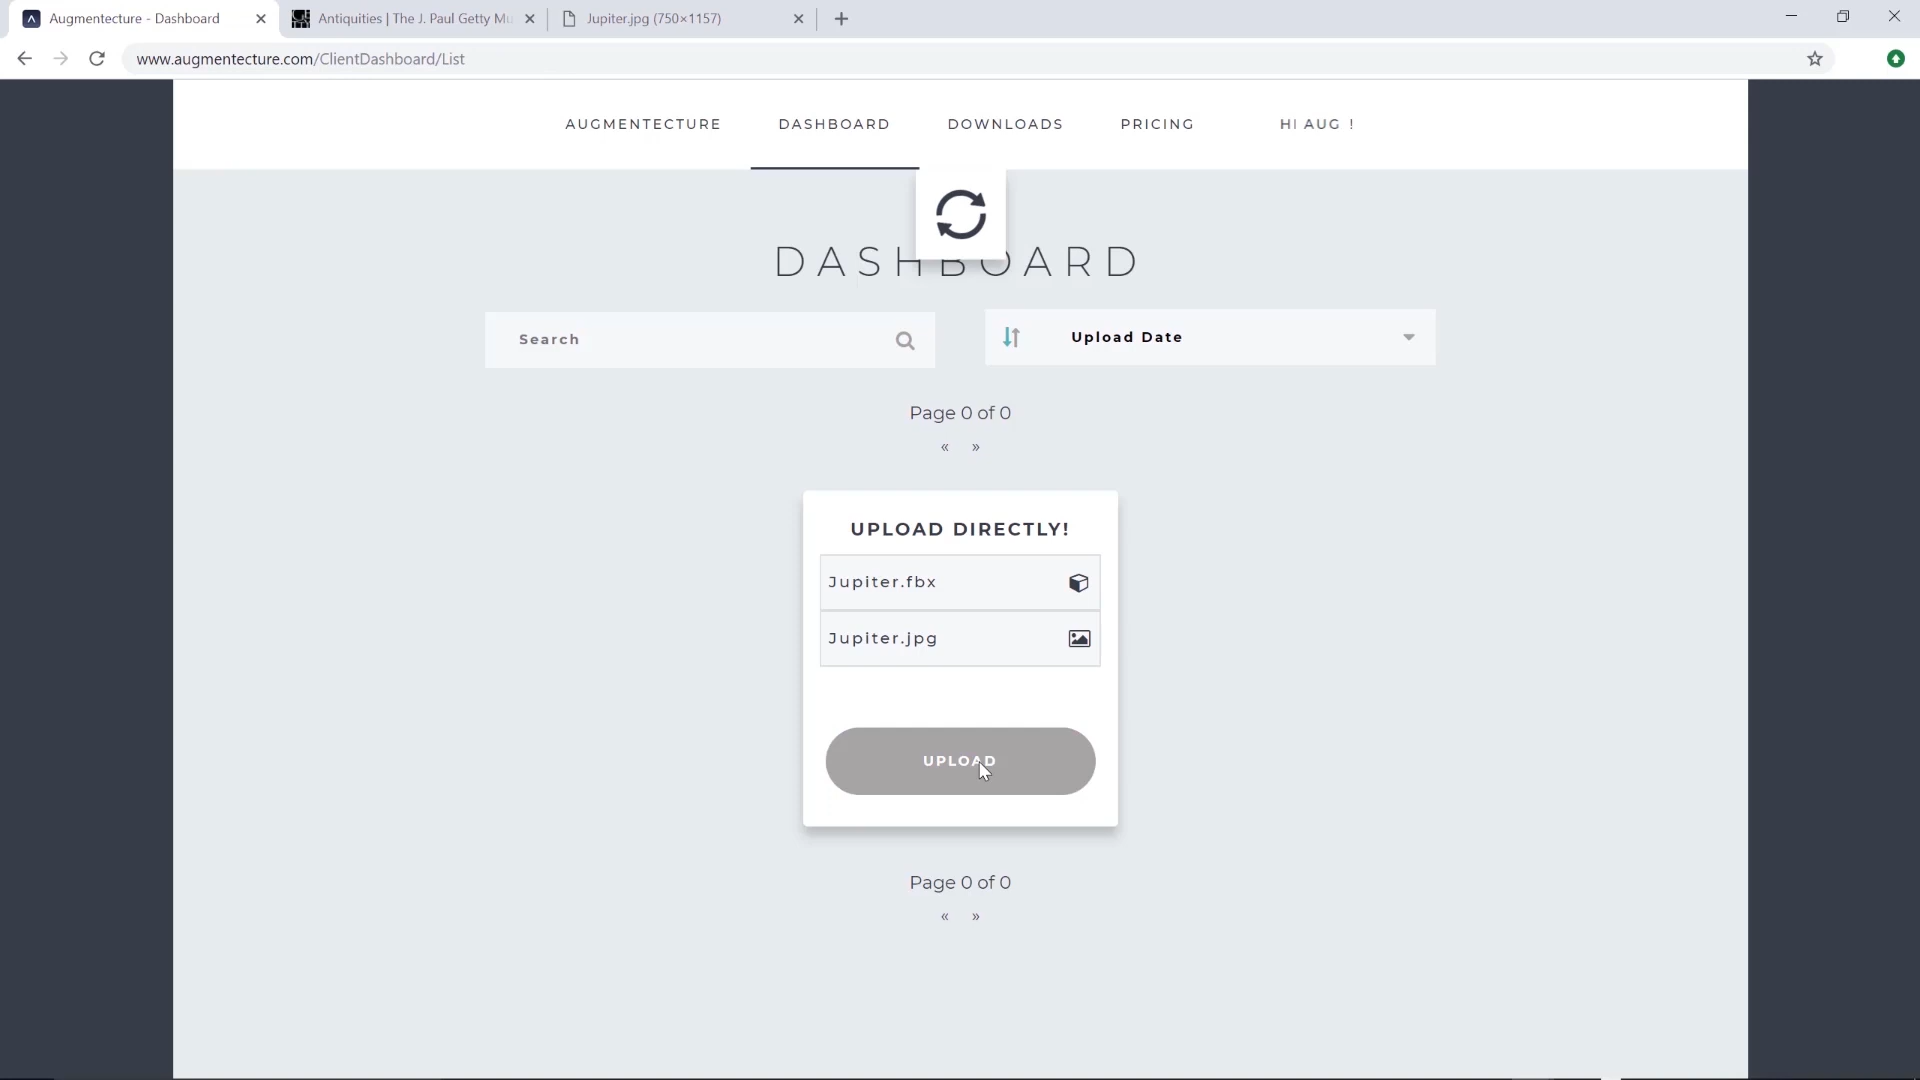 Augmentecture - Dashboard
Antiquities | The J. Paul Getty Mu
Jupiter.jpg (750×1157)
www.augmentecture.com/ClientDashboard/List
AUGMENTECTURE DASHBOARD DOWNLOADS PRICING HI AUG !
DASHBOARD
Search
Upload Date
Page 0 of 0
« »
UPLOAD DIRECTLY!
Jupiter.fbx
Jupiter.jpg
UPLOAD
Page 0 of 0
« »